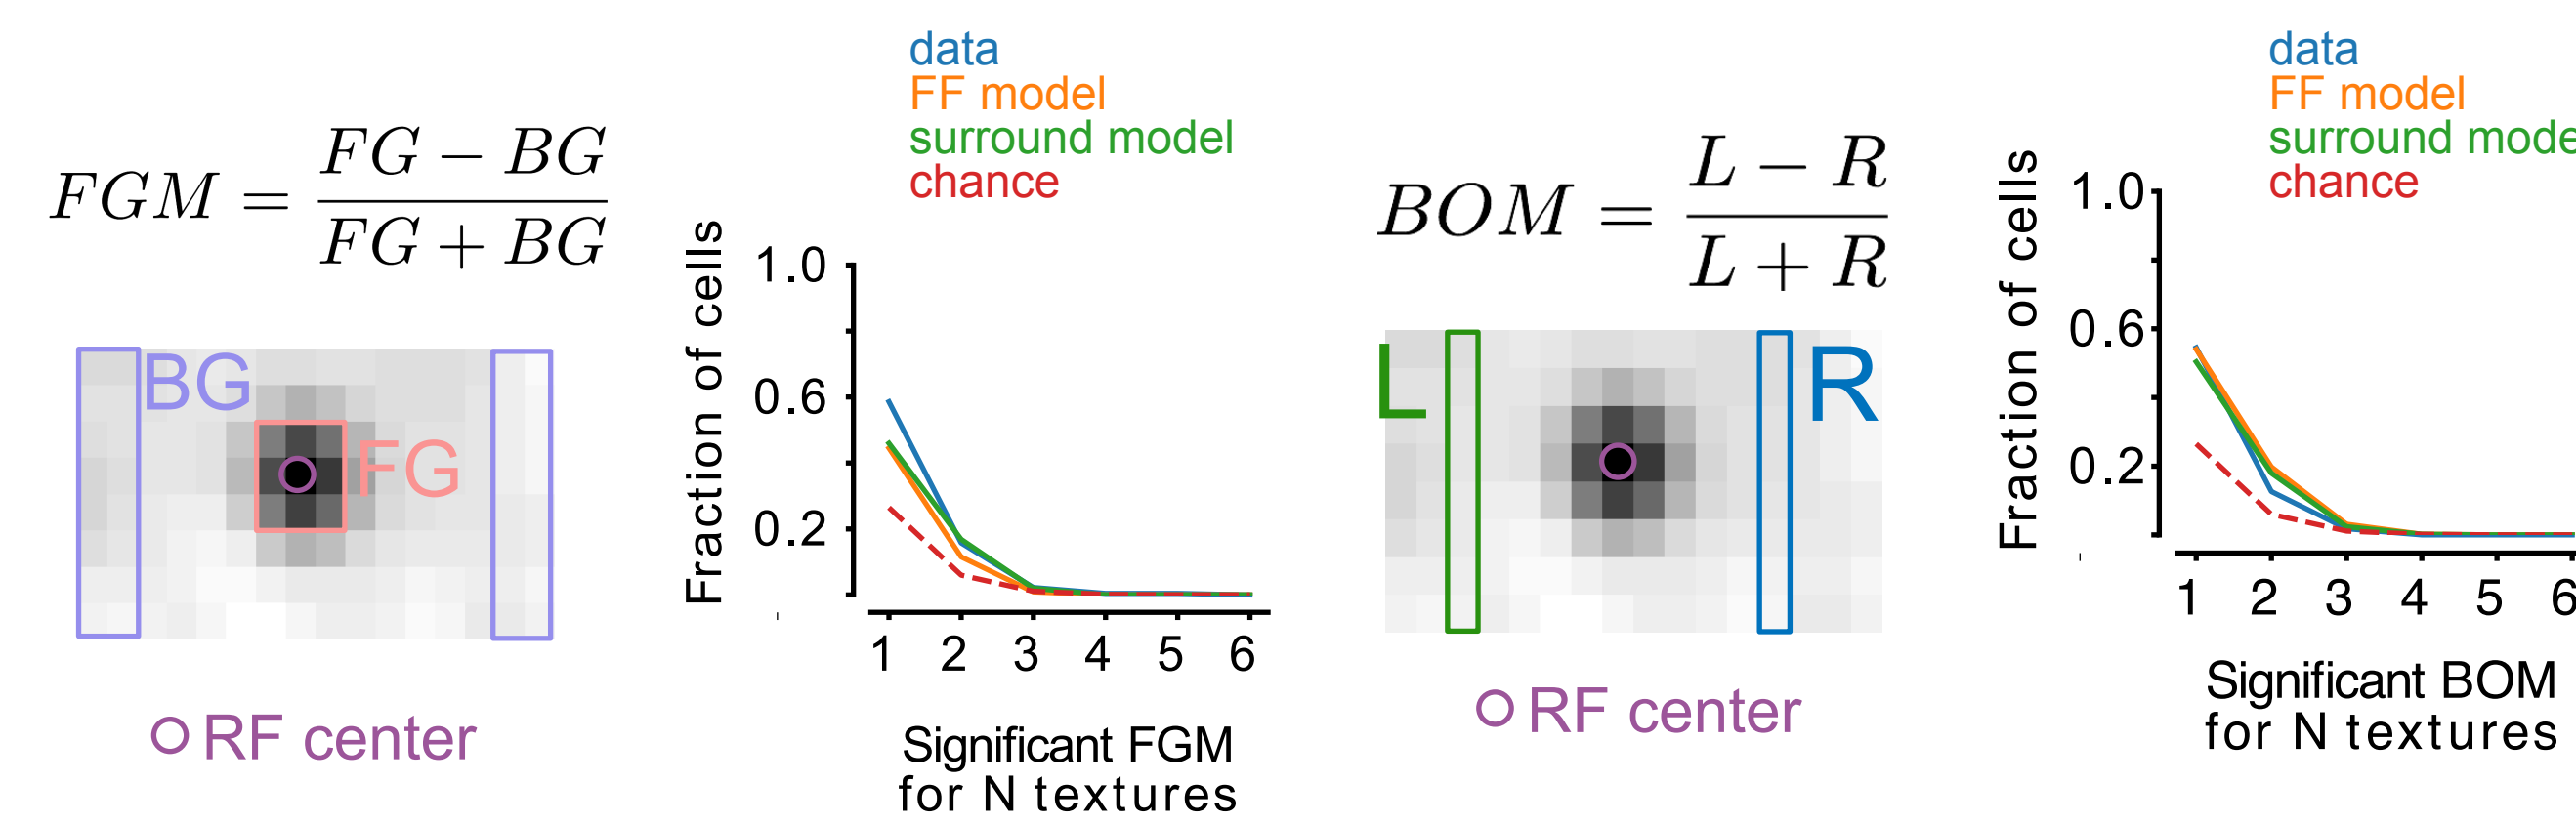 FGM = \frac{FG - BG}{FG + BG}
BG
FG
RF center
data
FF model
surround model
chance
Fraction of cells
1.0
0.6
0.2
1 2 3 4 5 6
Significant FGM
for N textures
BOM = \frac{L - R}{L + R}
L
R
RF center
data
FF model
surround mode
chance
Fraction of cells
1.0
0.6
0.2
1 2 3 4 5 6
Significant BOM
for N textures